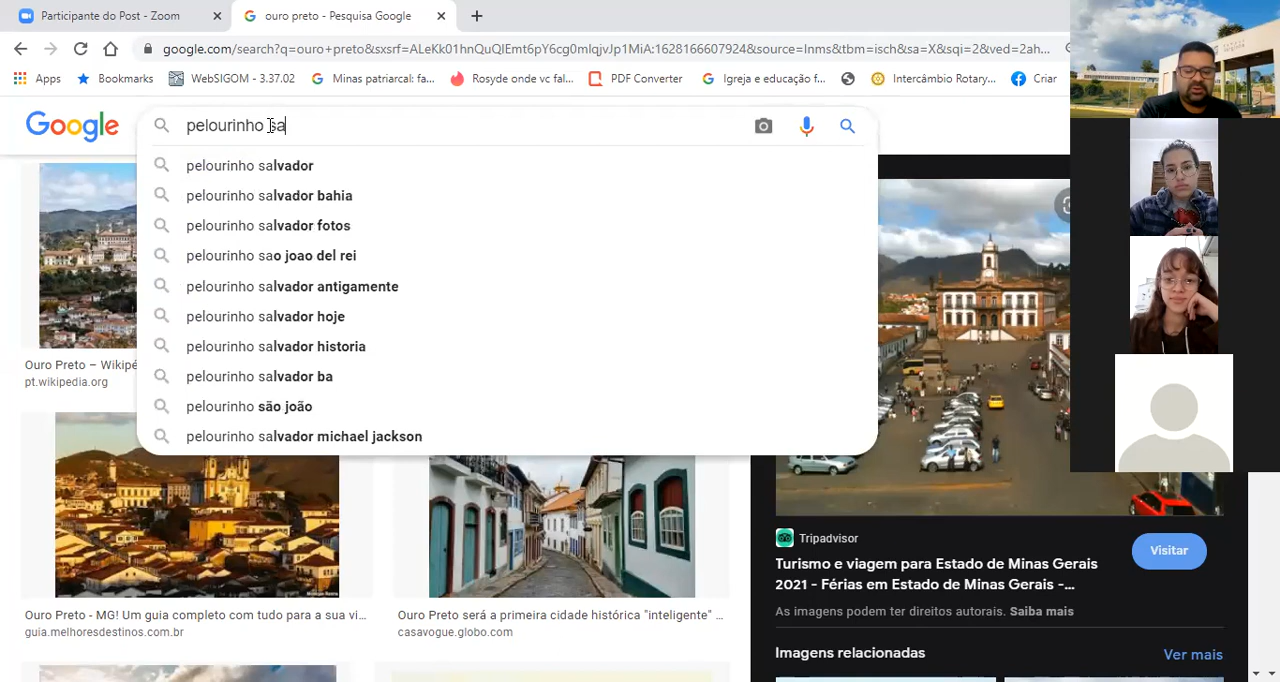 Participante do Post - Zoom
ouro preto - Pesquisa Google
google.com/search?q=ouro+preto&sxsrf=ALeKk01hnQuQIEmt6pY6cg0mIqjvJp1MiA:1628166607924&source=lnms&tbm=isch&sa=X&sqi=2&ved=2ah...
Apps
Bookmarks
WebSIGOM - 3.37.02
Minas patriarcal: fa...
Rosyde onde vc fal...
PDF Converter
Igreja e educação f...
Intercâmbio Rotary...
Criar
Google
pelourinho sa
pelourinho salvador
pelourinho salvador bahia
pelourinho salvador fotos
pelourinho sao joao del rei
pelourinho salvador antigamente
pelourinho salvador hoje
pelourinho salvador historia
pelourinho salvador ba
pelourinho são joão
pelourinho salvador michael jackson
Ouro Preto – Wikipé
pt.wikipedia.org
Ouro Preto - MG! Um guia completo com tudo para a sua vi...
guia.melhoresdestinos.com.br
Ouro Preto será a primeira cidade histórica "inteligente" ...
casavogue.globo.com
Tripadvisor
Turismo e viagem para Estado de Minas Gerais
2021 - Férias em Estado de Minas Gerais -...
Visitar
As imagens podem ter direitos autorais. Saiba mais
Imagens relacionadas
Ver mais